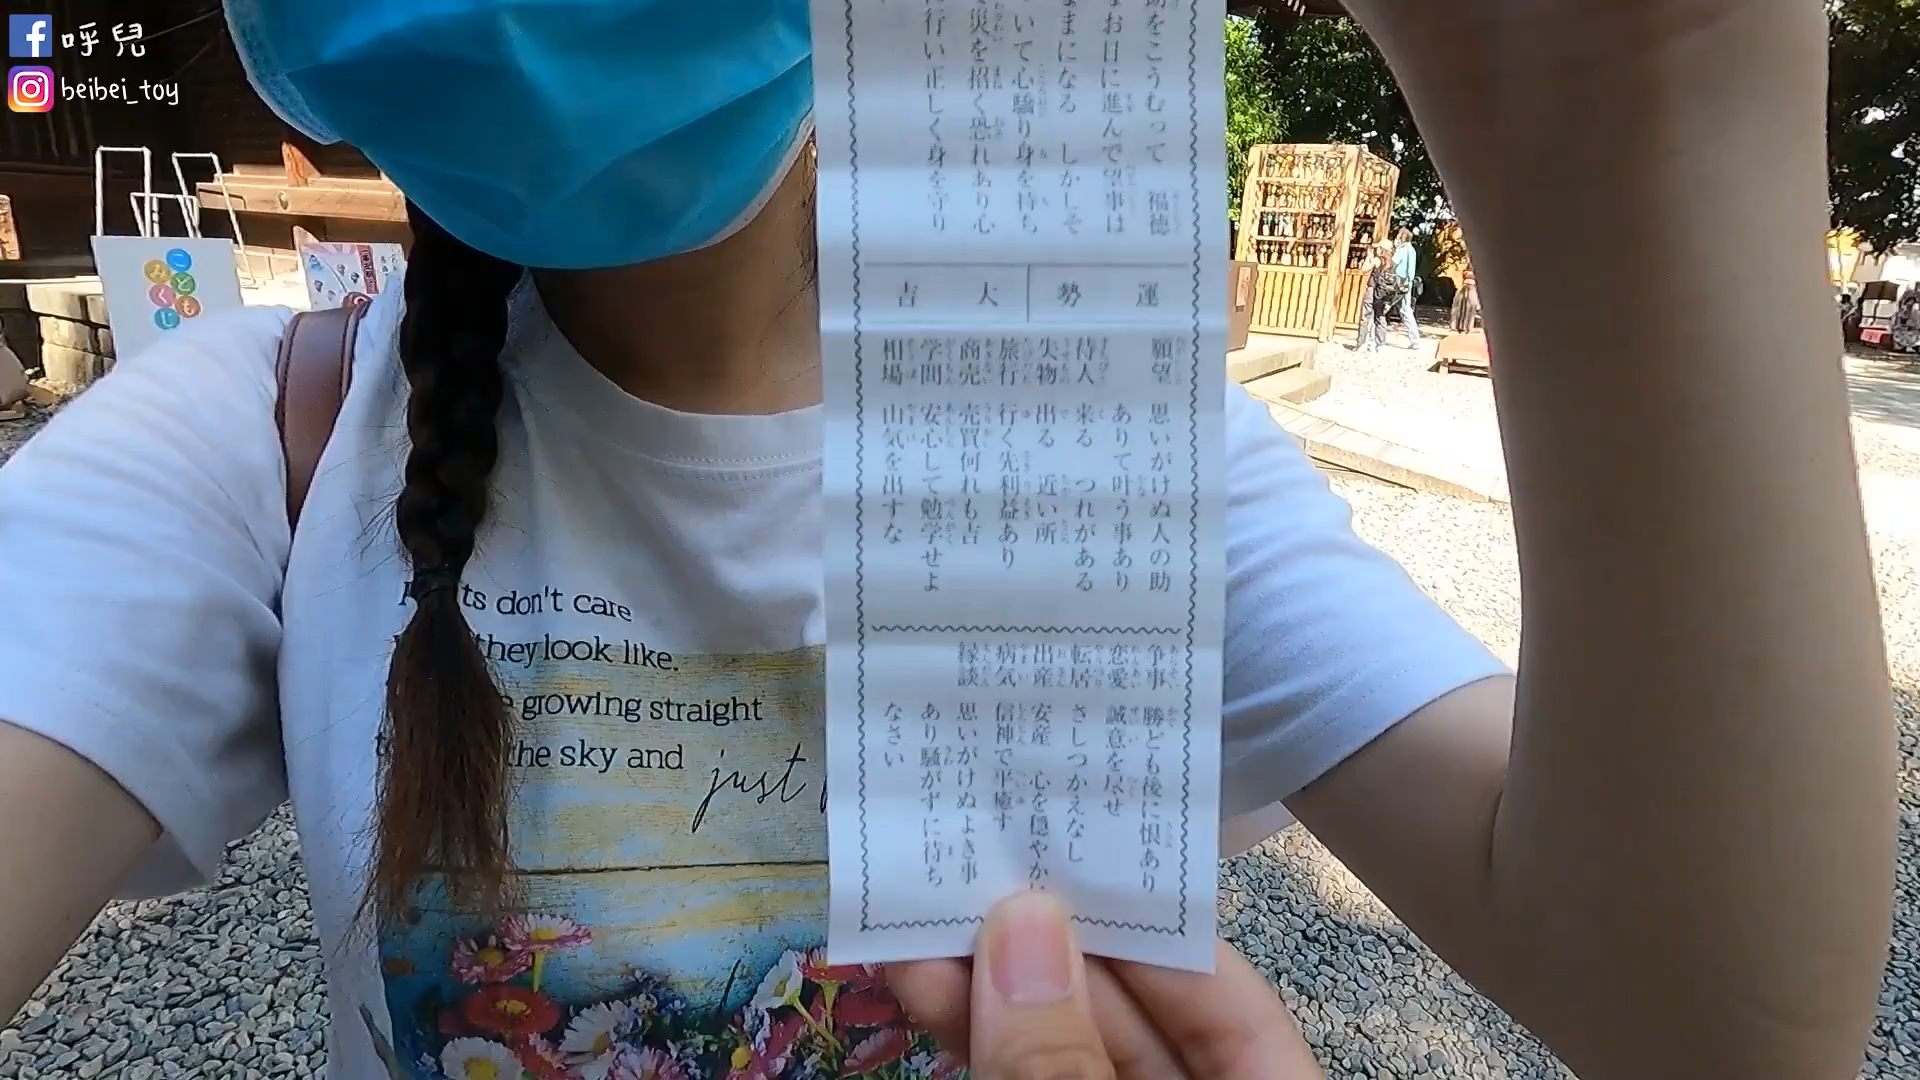 呼兒
beibei_toy
こども
みくじ
助をこうむって 福徳
なお日に進んで望事は
ままになる しかしそ
いて心驕り身を持ち
災を招く恐れあり心
行い正しく身を守り
運勢 大吉
願望 思いがけぬ人の助
ありて叶う事あり
待人 来る つれがある
失物 出る 近い所
旅行 行く先利益あり
商売 売買何れも吉
学問 安心して勉学せよ
相場 山気を出すな
争事 勝ども後に恨あり
恋愛 誠意を尽せ
転居 さしつかえなし
出産 安産 心を穏やかに
病気 信神で平癒す
縁談 思いがけぬよき事
あり騒がずに待ち
なさい
ts don't care
they look like.
growing straight
the sky and just